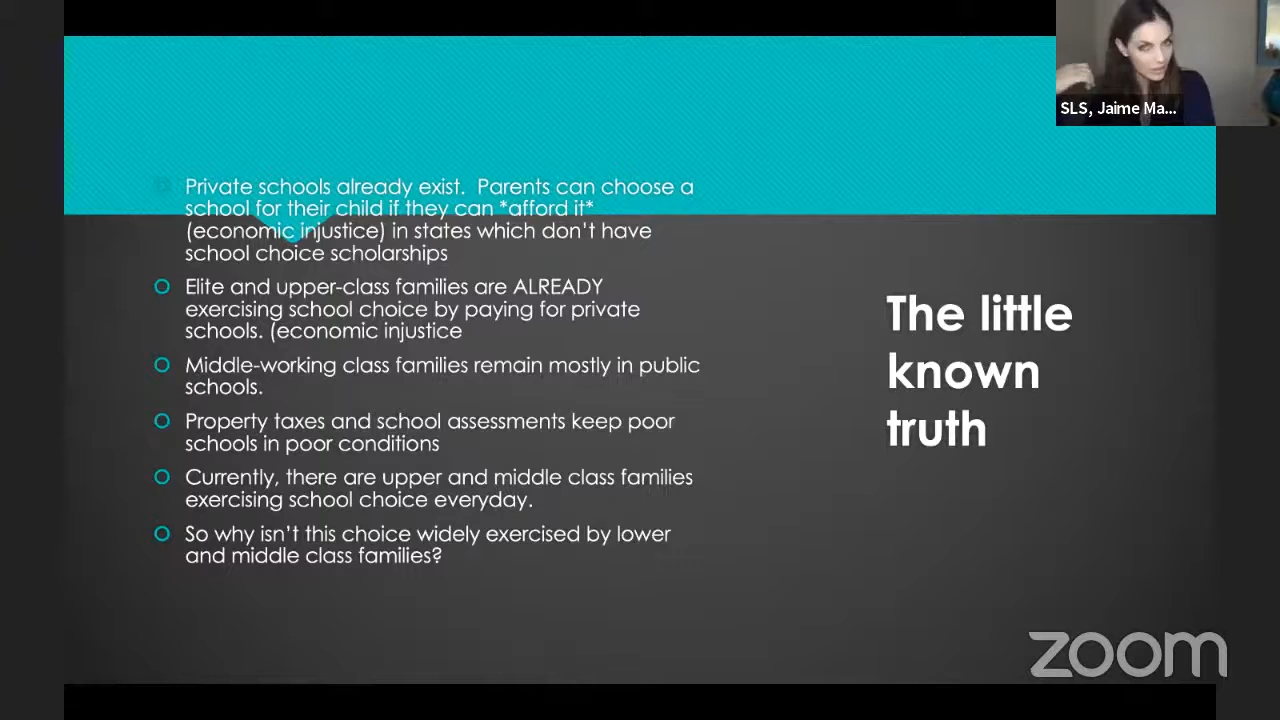 SLS, Jaime Ma...
Private schools already exist.  Parents can choose a
school for their child if they can *afford it*
(economic injustice) in states which don't have
school choice scholarships
Elite and upper-class families are ALREADY
exercising school choice by paying for private
schools. (economic injustice
Middle-working class families remain mostly in public
schools.
Property taxes and school assessments keep poor
schools in poor conditions
Currently, there are upper and middle class families
exercising school choice everyday.
So why isn't this choice widely exercised by lower
and middle class families?
The little
known
truth
zoom